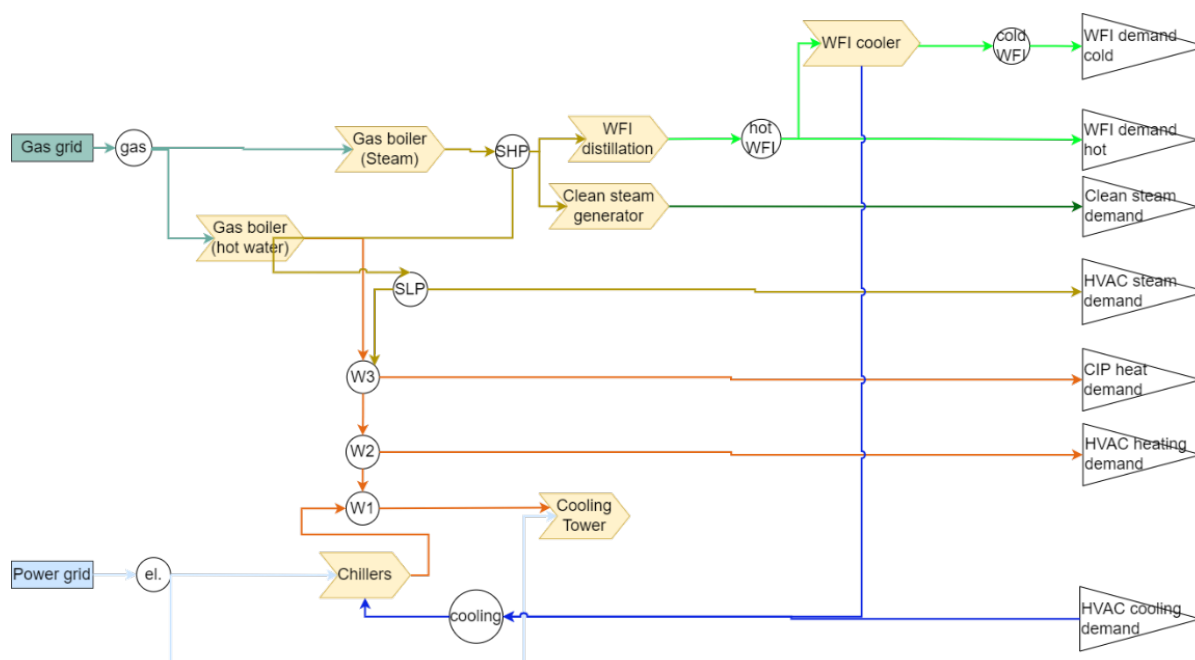 WFI cooler
cold
WFI
WFI demand
cold
Gas grid
gas
Gas boiler
(Steam)
SHP
WFI
distillation
hot
WFI
WFI demand
hot
Clean steam
generator
Clean steam
demand
Gas boiler
(hot water)
SLP
HVAC steam
demand
W3
CIP heat
demand
W2
HVAC heating
demand
W1
Cooling
Tower
Power grid
el.
Chillers
cooling
HVAC cooling
demand